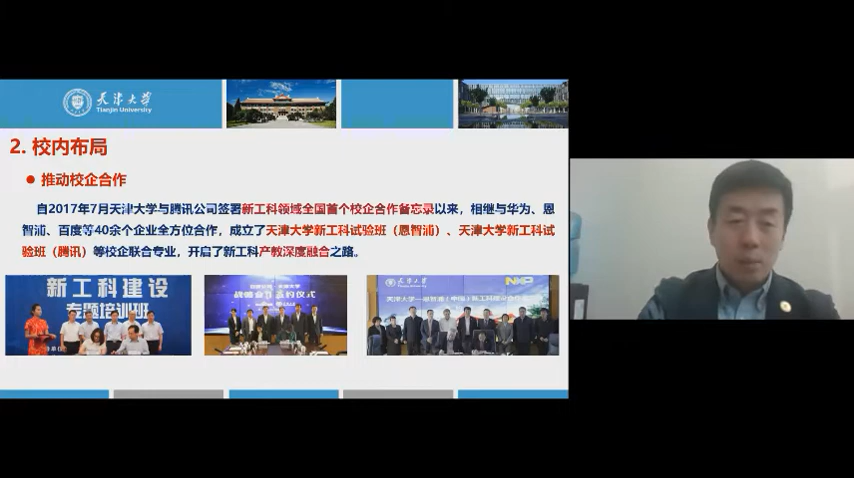 天津大学
Tianjin University
2. 校内布局
● 推动校企合作
自2017年7月天津大学与腾讯公司签署新工科领域全国首个校企合作备忘录以来，相继与华为、恩
智浦、百度等40余个企业全方位合作，成立了天津大学新工科试验班（恩智浦）、天津大学新工科试
验班（腾讯）等校企联合专业，开启了新工科产教深度融合之路。
新工科建设
专题培训班
战略合作签约仪式
天津大学
NXP